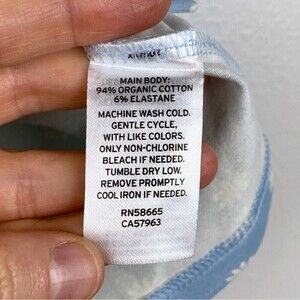 MAIN BODY:
94% ORGANIC COTTON
6% ELASTANE
MACHINE WASH COLD.
GENTLE CYCLE,
WITH LIKE COLORS.
ONLY NON-CHLORINE
BLEACH IF NEEDED.
TUMBLE DRY LOW.
REMOVE PROMPTLY
COOL IRON IF NEEDED.
RN58665
CA57963